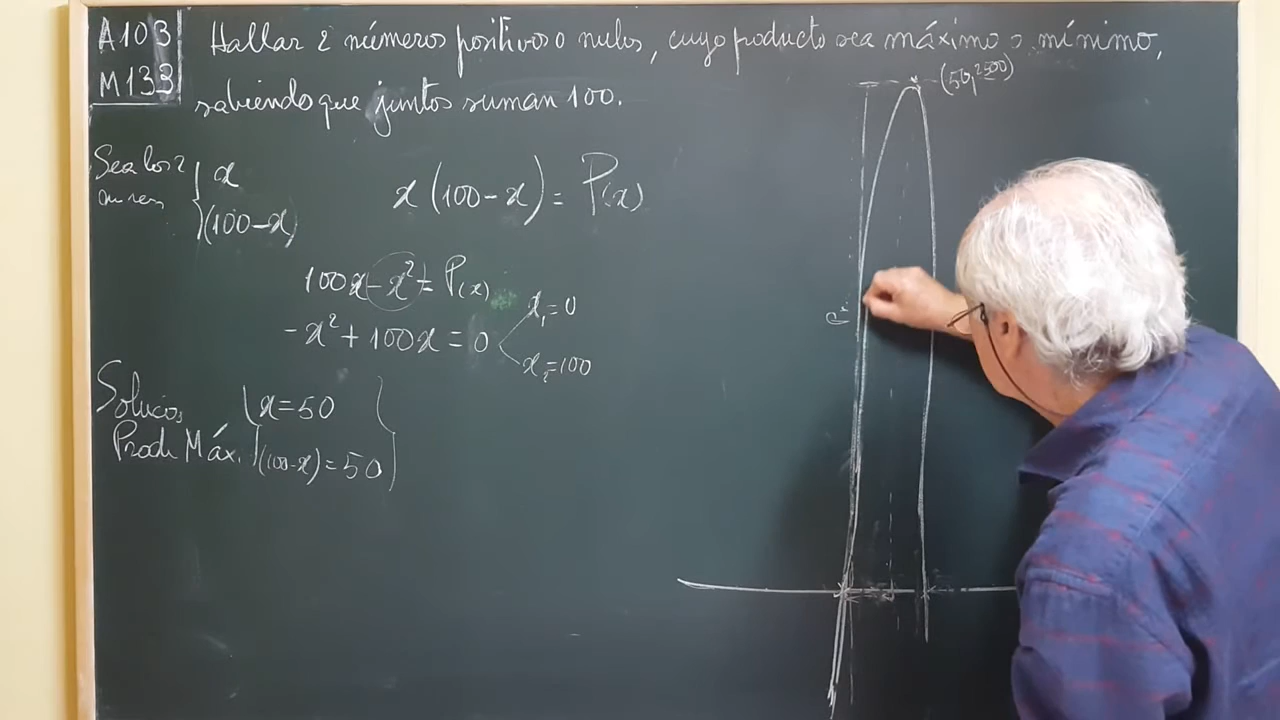 A103
M133
Hallar 2 números positivos o nulos, cuyo producto sea máximo o mínimo,
sabiendo que juntos suman 100.
(50,2500)
Sea los 2
x
(100-x)
x(100-x) = P(x)
100x - x² = P(x)
-x² + 100x = 0
x₁=0
x₂=100
Solución
Prod. Máx.
x=50
(100-x)=50